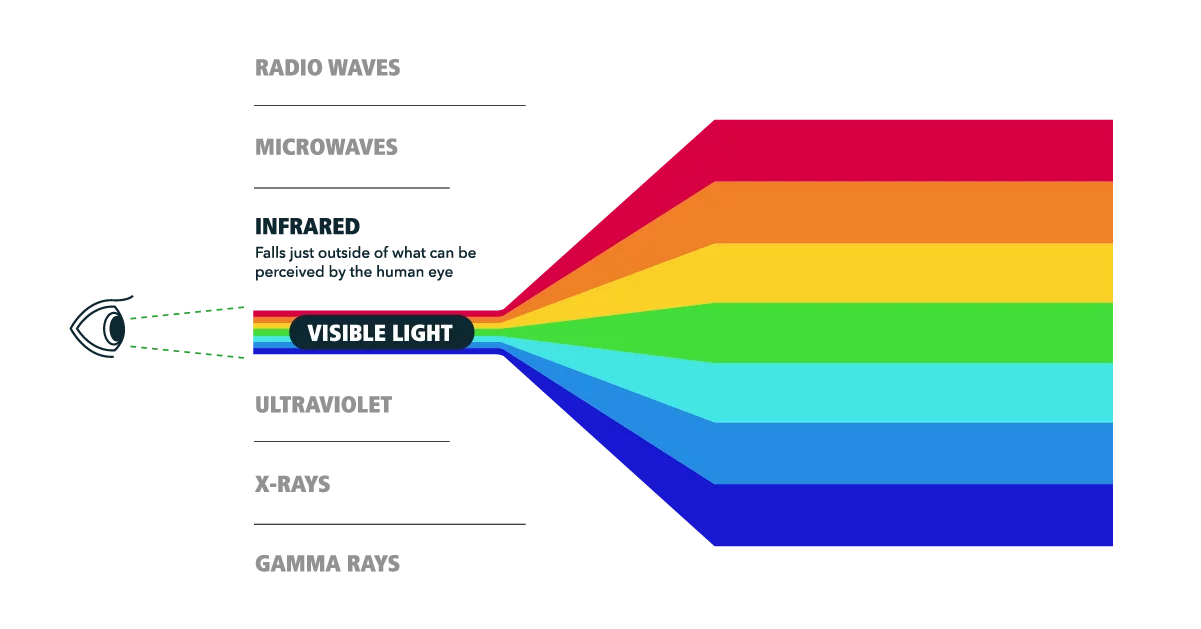 RADIO WAVES
MICROWAVES
INFRARED
Falls just outside of what can be
perceived by the human eye
VISIBLE LIGHT
ULTRAVIOLET
X-RAYS
GAMMA RAYS